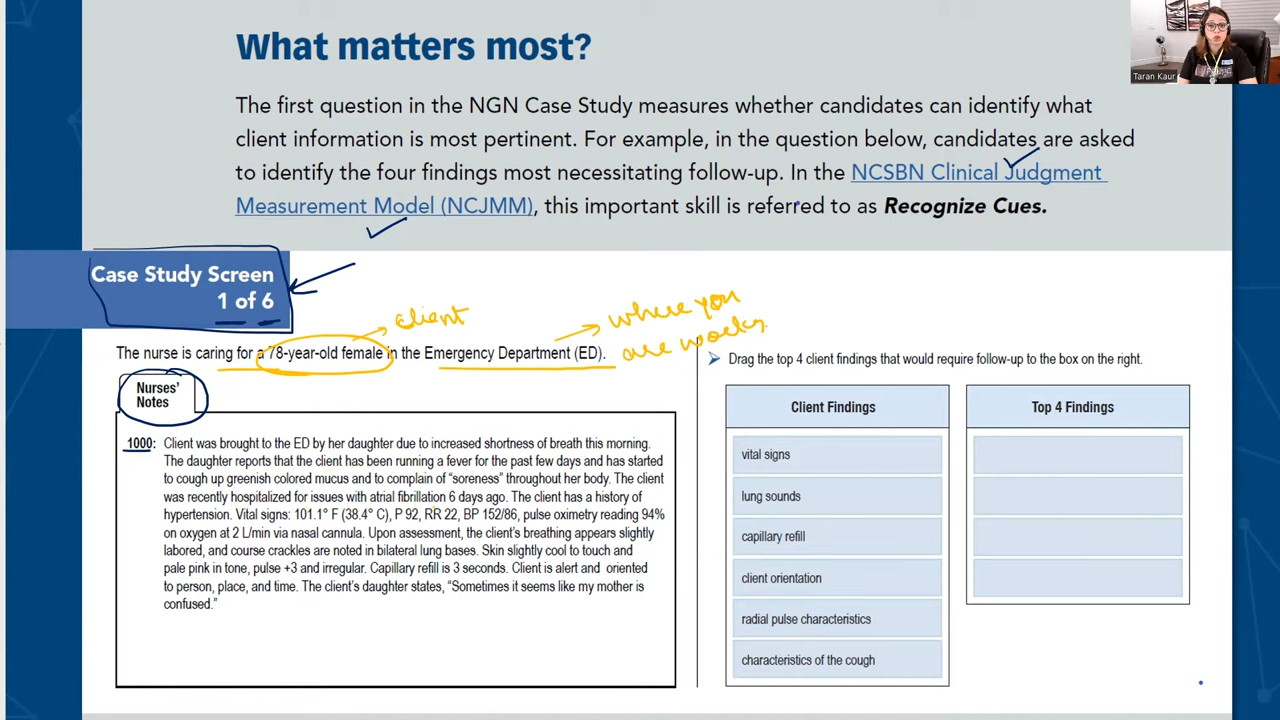 What matters most?
The first question in the NGN Case Study measures whether candidates can identify what
client information is most pertinent. For example, in the question below, candidates are asked
to identify the four findings most necessitating follow-up. In the NCSBN Clinical Judgment
Measurement Model (NCJMM), this important skill is referred to as Recognize Cues.
Taran Kaur
Case Study Screen
1 of 6
client
where you
are works
The nurse is caring for a 78-year-old female in the Emergency Department (ED).
Nurses'
Notes
1000: Client was brought to the ED by her daughter due to increased shortness of breath this morning.
The daughter reports that the client has been running a fever for the past few days and has started
to cough up greenish colored mucus and to complain of “soreness” throughout her body. The client
was recently hospitalized for issues with atrial fibrillation 6 days ago. The client has a history of
hypertension. Vital signs: 101.1° F (38.4° C), P 92, RR 22, BP 152/86, pulse oximetry reading 94%
on oxygen at 2 L/min via nasal cannula. Upon assessment, the client's breathing appears slightly
labored, and course crackles are noted in bilateral lung bases. Skin slightly cool to touch and
pale pink in tone, pulse +3 and irregular. Capillary refill is 3 seconds. Client is alert and oriented
to person, place, and time. The client's daughter states, “Sometimes it seems like my mother is
confused.”
Drag the top 4 client findings that would require follow-up to the box on the right.
Client Findings
vital signs
lung sounds
capillary refill
client orientation
radial pulse characteristics
characteristics of the cough
Top 4 Findings